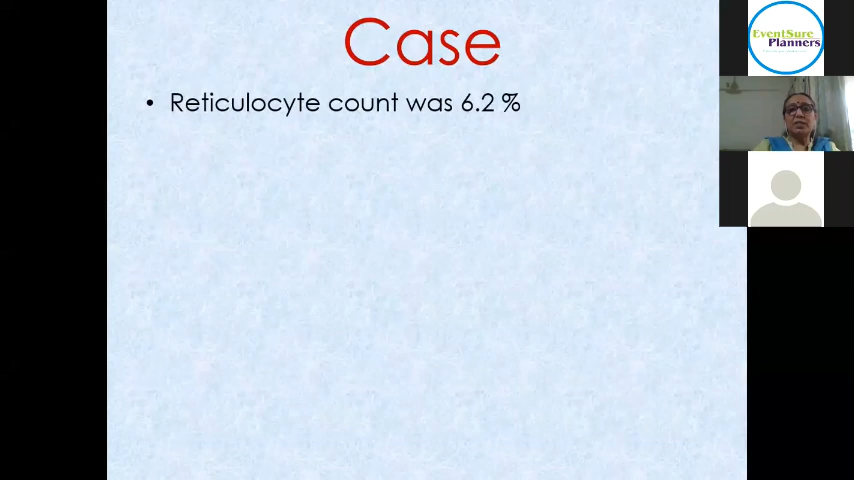 Case
• Reticulocyte count was 6.2 %
EventSure
Planners